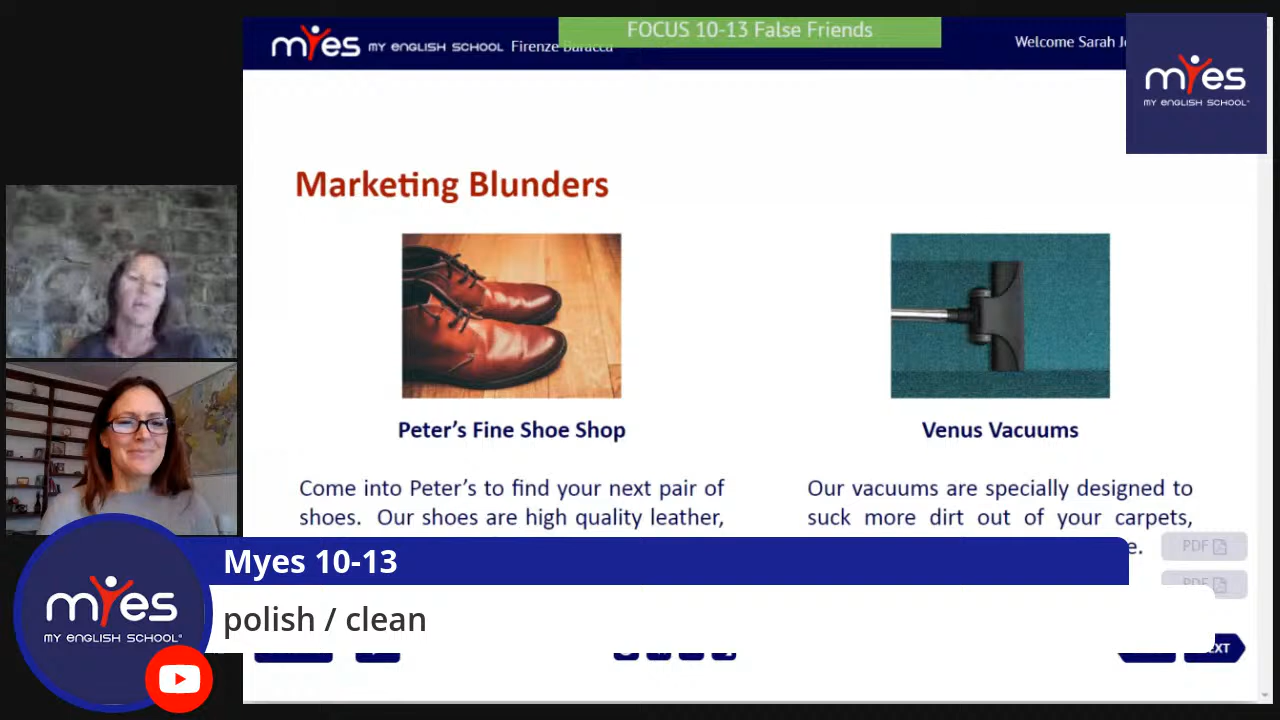 FOCUS 10-13 False Friends
myes MY ENGLISH SCHOOL Firenze Baracca
Welcome Sarah
myes
MY ENGLISH SCHOOL
Marketing Blunders
Peter's Fine Shoe Shop
Come into Peter's to find your next pair of
shoes. Our shoes are high quality leather,
Venus Vacuums
Our vacuums are specially designed to
suck more dirt out of your carpets,
PDF
PDF
Myes 10-13
polish / clean
myes
MY ENGLISH SCHOOL